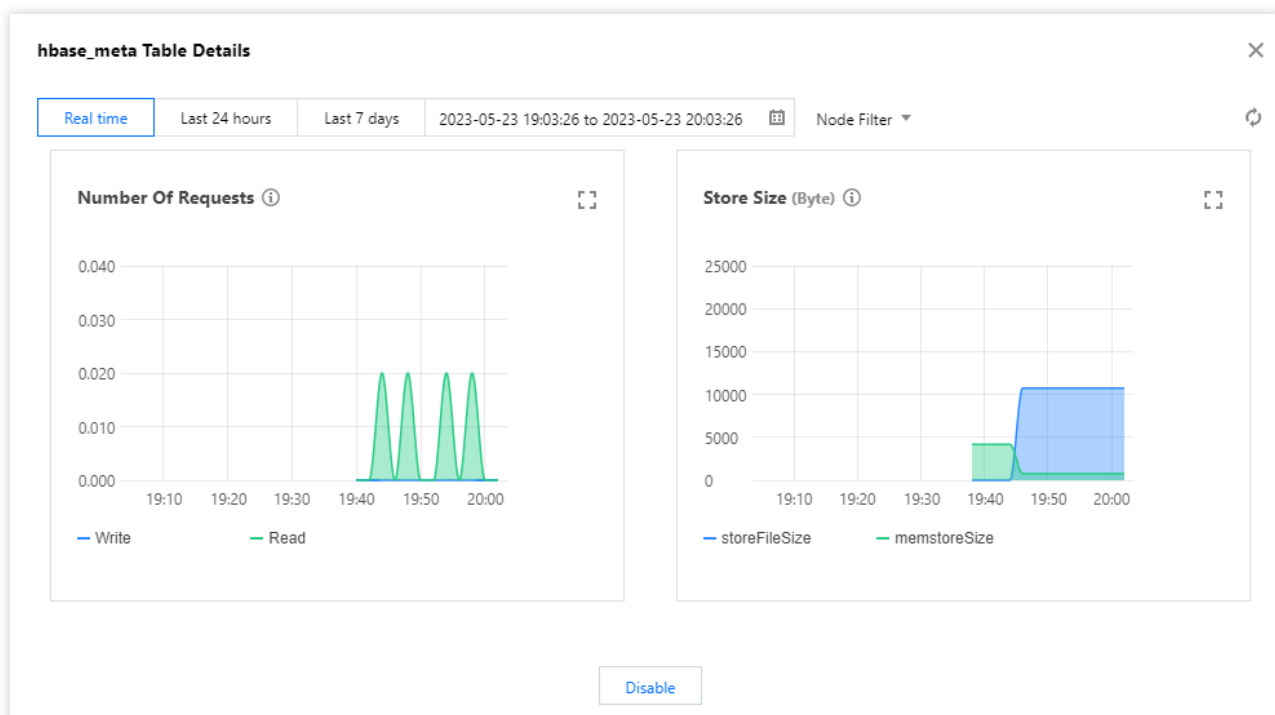 hbase_meta Table Details
Real time Last 24 hours Last 7 days 2023-05-23 19:03:26 to 2023-05-23 20:03:26 Node Filter
Number Of Requests
0.040
0.030
0.020
0.010
0.000
19:10 19:20 19:30 19:40 19:50 20:00
Write Read
Store Size (Byte)
25000
20000
15000
10000
5000
0
19:10 19:20 19:30 19:40 19:50 20:00
storeFileSize memstoreSize
Disable